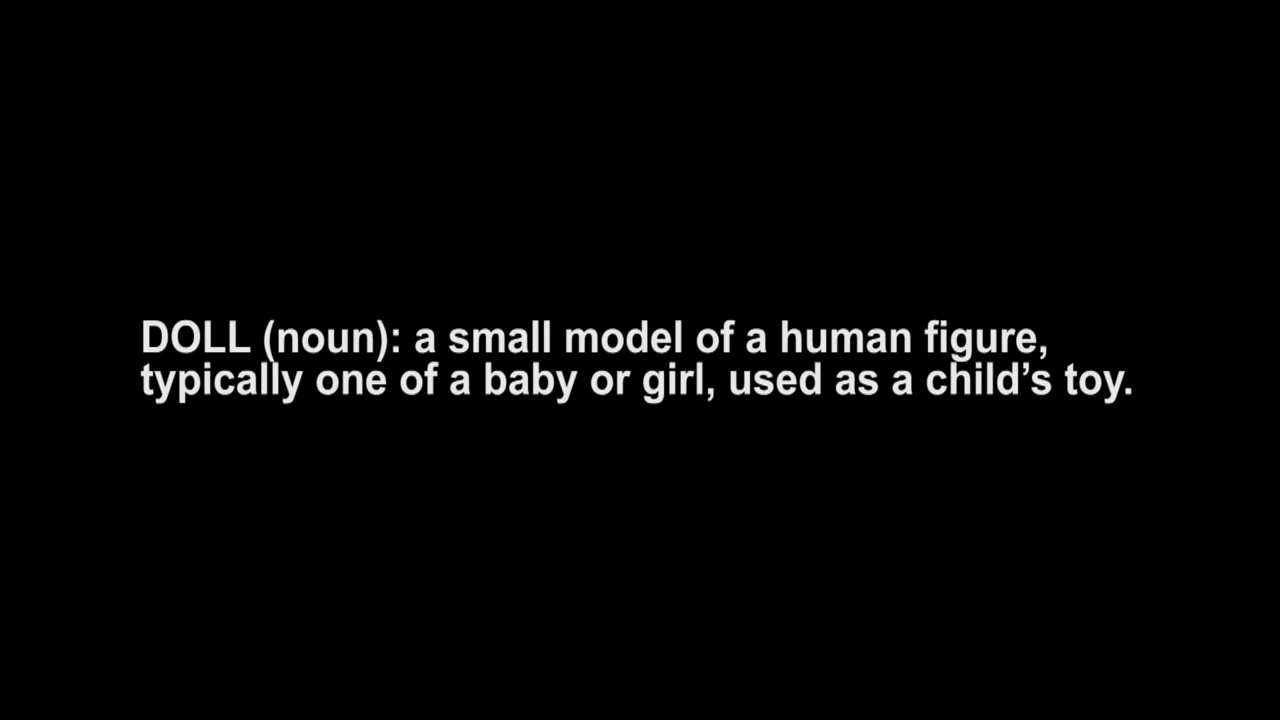 DOLL (noun): a small model of a human figure,
typically one of a baby or girl, used as a child’s toy.